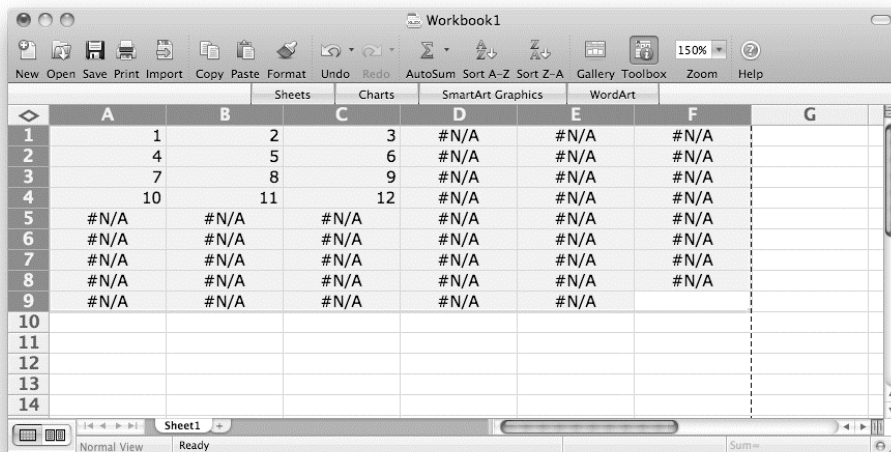 Workbook1
New Open Save Print Import Copy Paste Format Undo Redo AutoSum Sort A-Z Sort Z-A Gallery Toolbox 150% Zoom Help
Sheets Charts SmartArt Graphics WordArt
A B C D E F G
1 1 2 3 #N/A #N/A #N/A
2 4 5 6 #N/A #N/A #N/A
3 7 8 9 #N/A #N/A #N/A
4 10 11 12 #N/A #N/A #N/A
5 #N/A #N/A #N/A #N/A #N/A #N/A
6 #N/A #N/A #N/A #N/A #N/A #N/A
7 #N/A #N/A #N/A #N/A #N/A #N/A
8 #N/A #N/A #N/A #N/A #N/A #N/A
9 #N/A #N/A #N/A #N/A #N/A
10
11
12
13
14
Sheet1
Normal View Ready Sum=